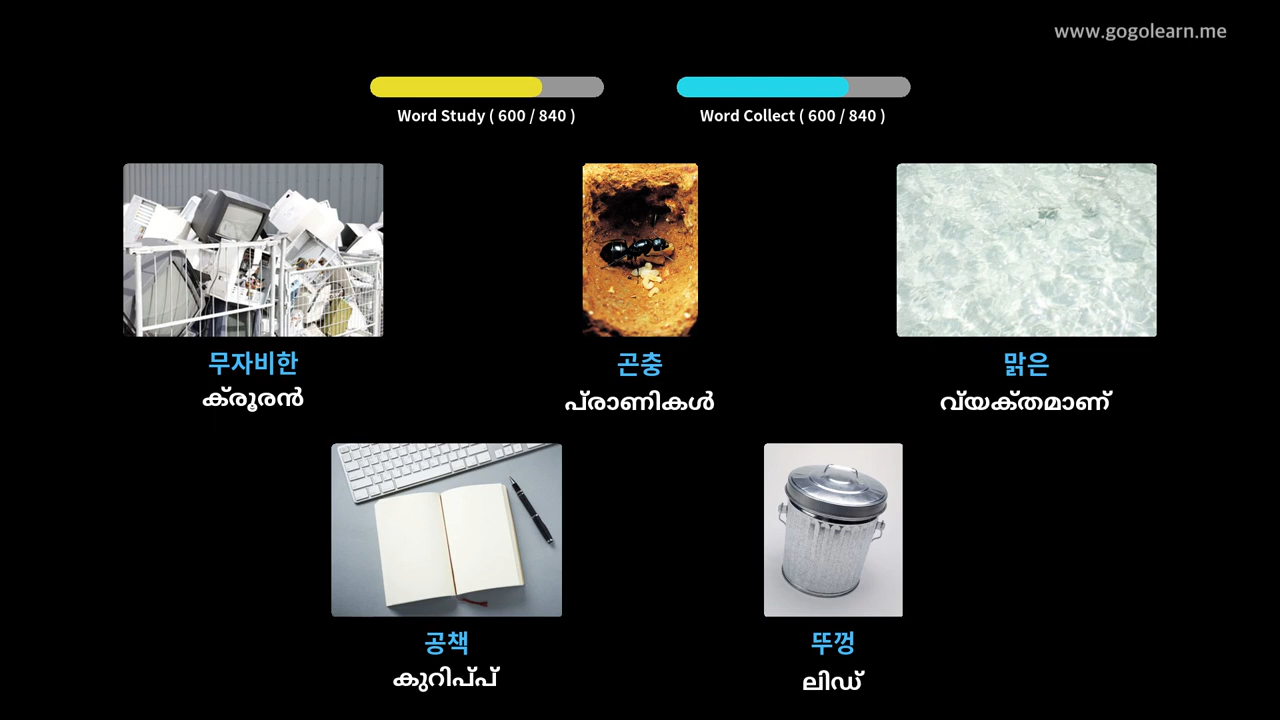 www.gogolearn.me
Word Study ( 600 / 840 )
Word Collect ( 600 / 840 )
무자비한
ക്രൂരൻ
곤충
പ്രാണികൾ
맑은
വ്യക്തമാണ്
공책
കുറിപ്പ്
뚜껑
ലിഡ്